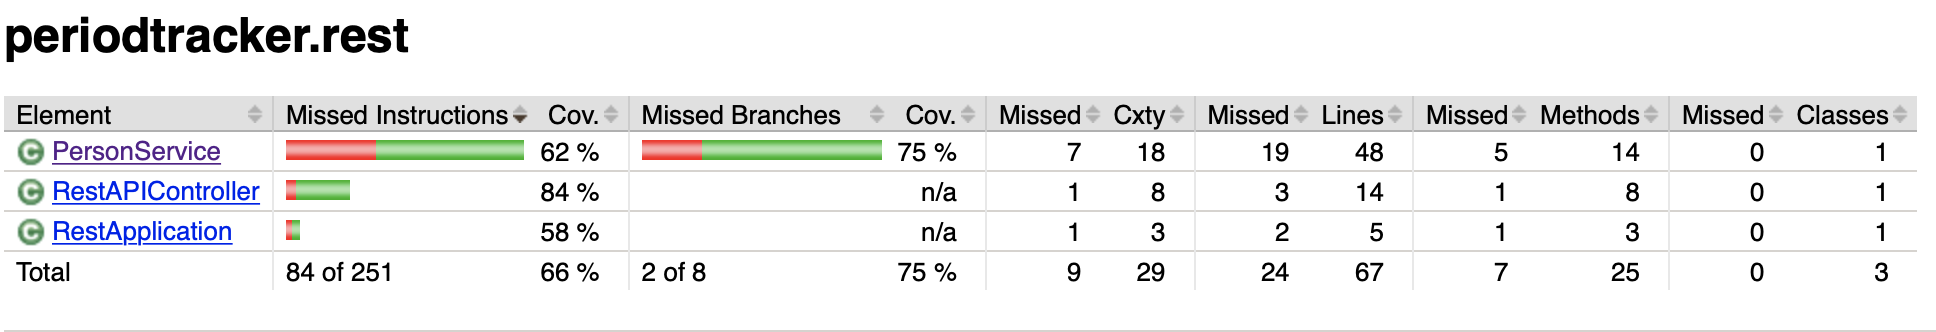 periodtracker.rest
Element Missed Instructions Cov. Missed Branches Cov. Missed Cxty Missed Lines Missed Methods Missed Classes
C PersonService 62 % 75 % 7 18 19 48 5 14 0 1
C RestAPIController 84 % n/a 1 8 3 14 1 8 0 1
C RestApplication 58 % n/a 1 3 2 5 1 3 0 1
Total 84 of 251 66 % 2 of 8 75 % 9 29 24 67 7 25 0 3